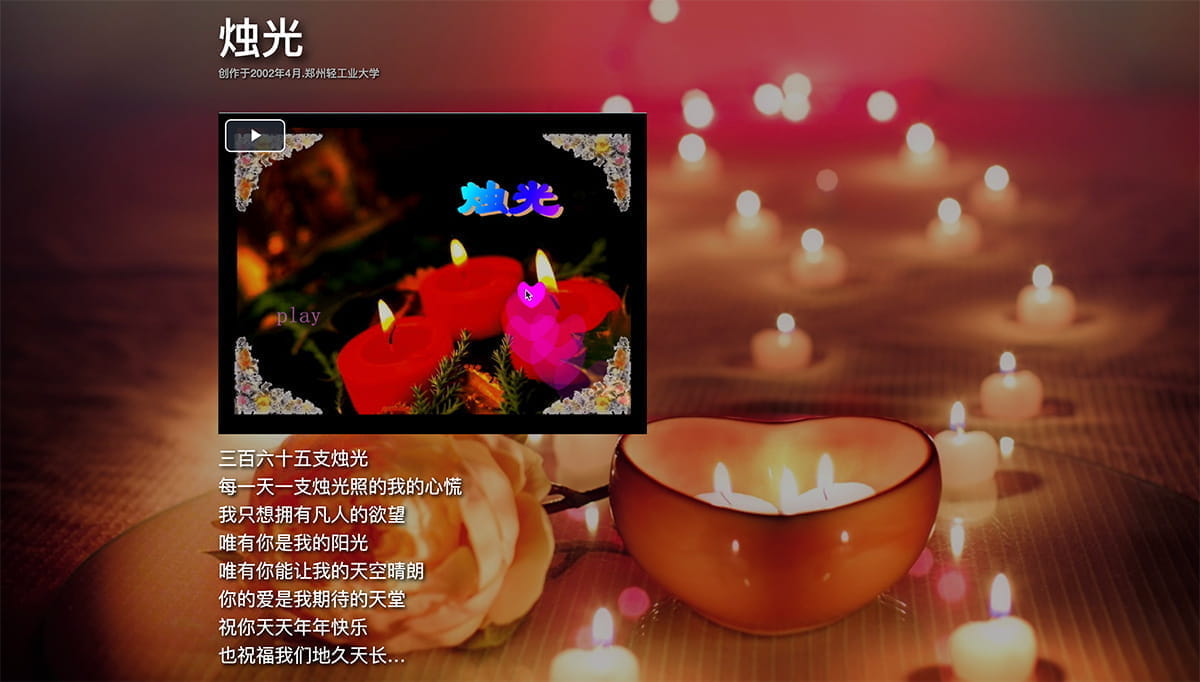 烛光
创作于2002年4月.郑州轻工业大学
烛光
play
三百六十五支烛光
每一天一支烛光照的我的心慌
我只想拥有凡人的欲望
唯有你是我的阳光
唯有你能让我的天空晴朗
你的爱是我期待的天堂
祝你天天年年快乐
也祝福我们地久天长...